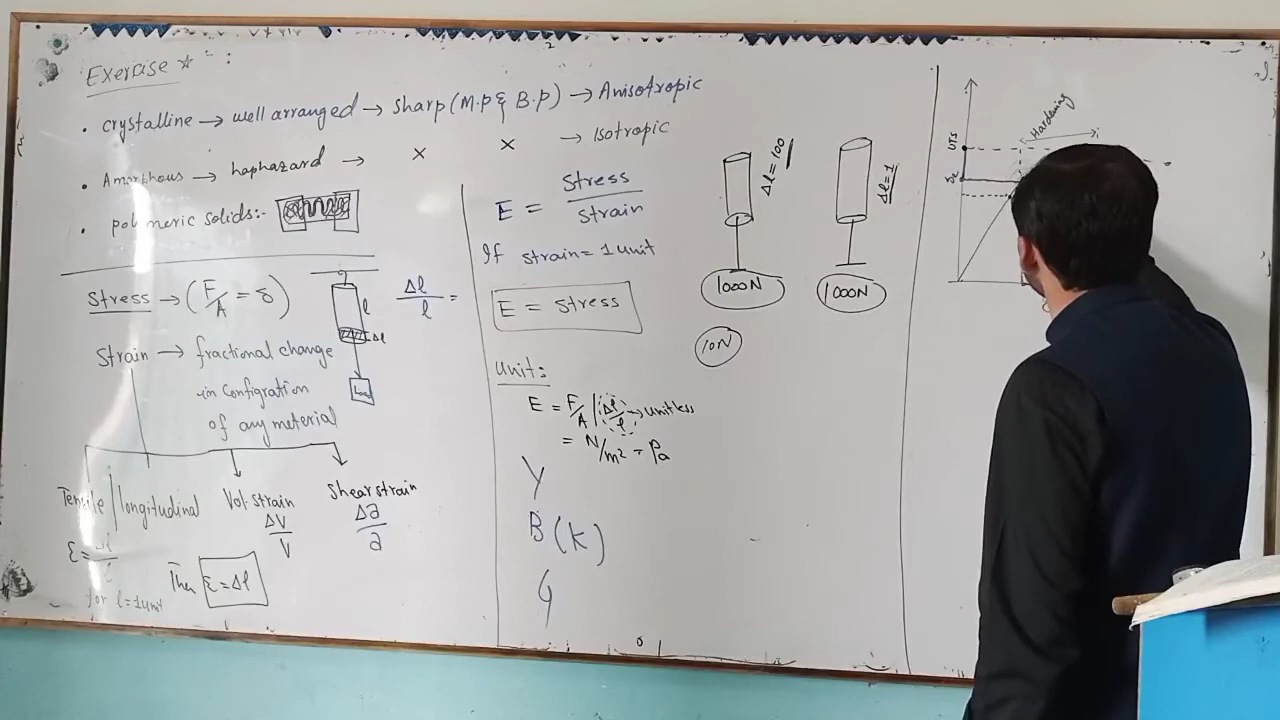 Exercise ☆ :
• crystalline → well arranged → sharp (M.p & B.p) → Anisotropic
• Amorphous → haphazard → × × → Isotropic
• polymeric solids:-
Stress → (F/A = δ)
l
Δl
Load
Δl/l =
Strain → fractional change
in configration
of any material
Tensile / longitudinal
Vol. strain
ΔV/V
Shear strain
Δa/a
for l = 1 unit
Then ε = Δl
E = Stress/strain
If strain = 1 unit
E = stress
Unit:
E = F/A | Δl/l → unitless
= N/m² = Pa
Y
B (K)
G
Δl = 100
1000N
Δl = 1
1000N
10N
Hardening
UTS